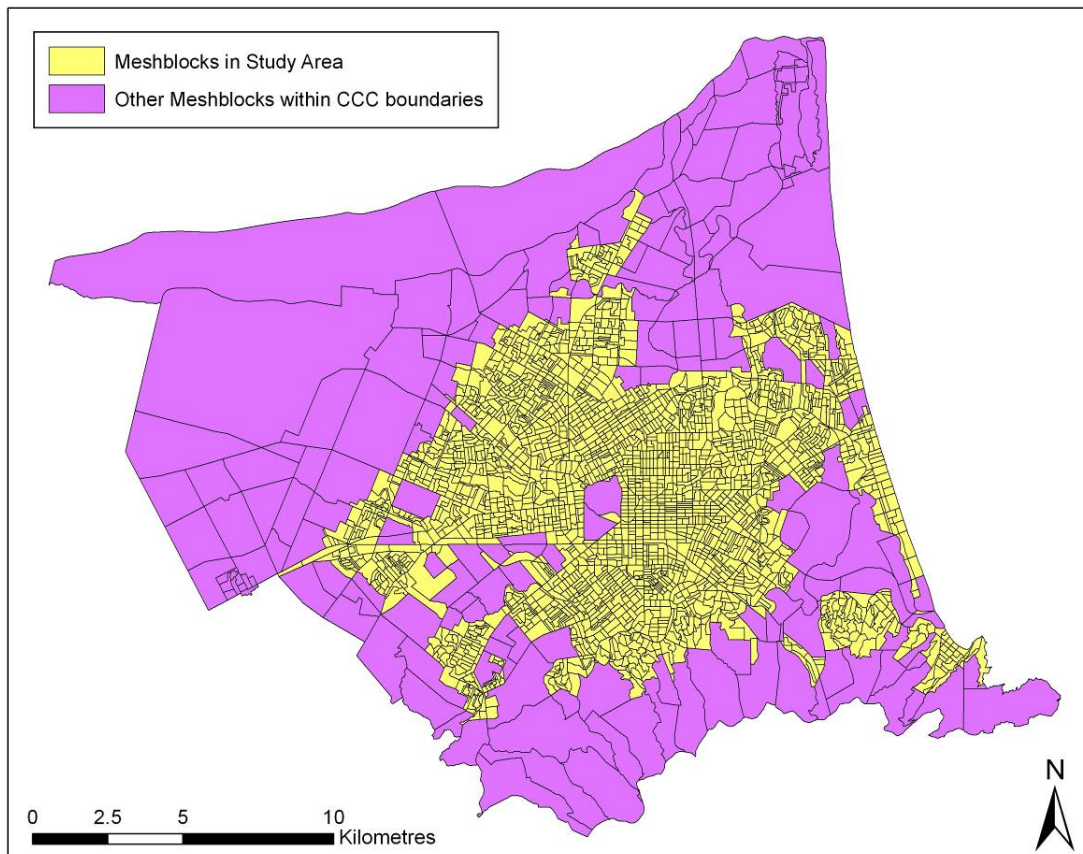 Meshblocks in Study Area
Other Meshblocks within CCC boundaries
N
0 2.5 5 10
Kilometres